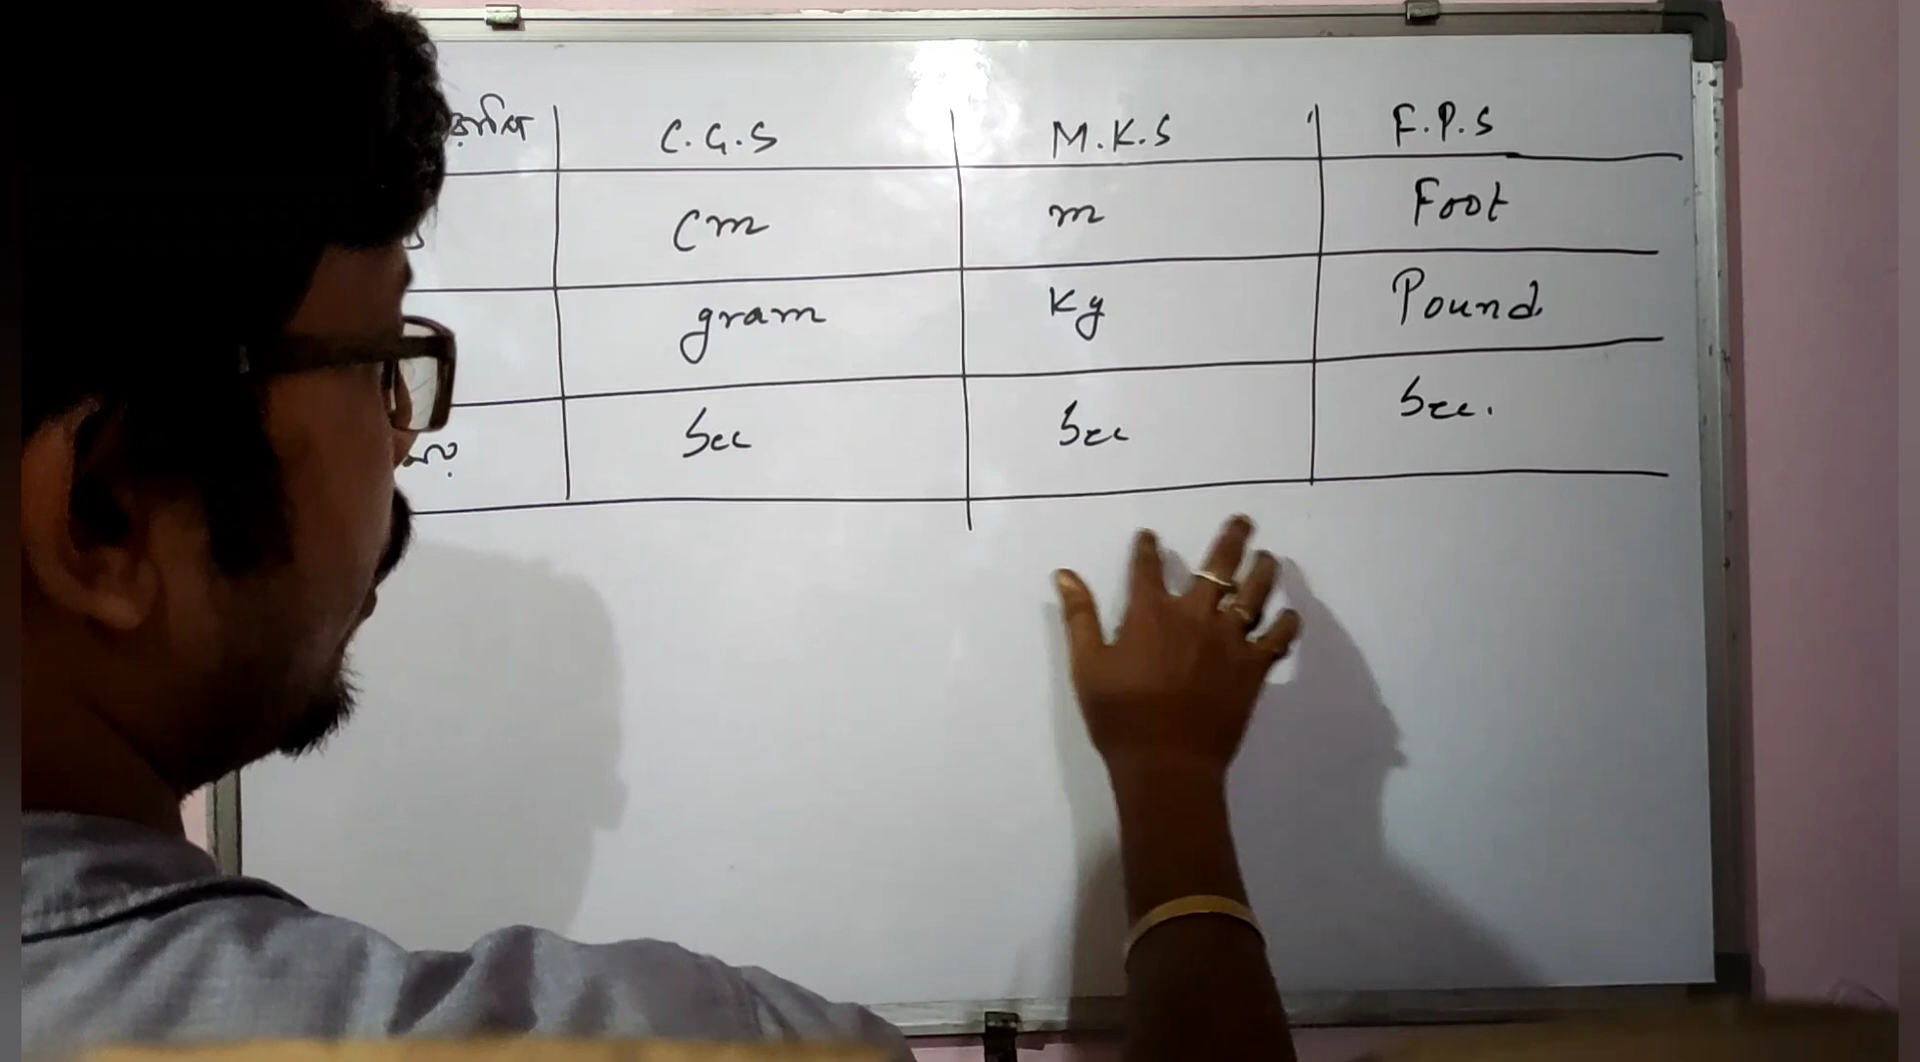 C.G.S M.K.S F.P.S
Cm m Foot
gram Kg Pound.
Sec Sec Sec.